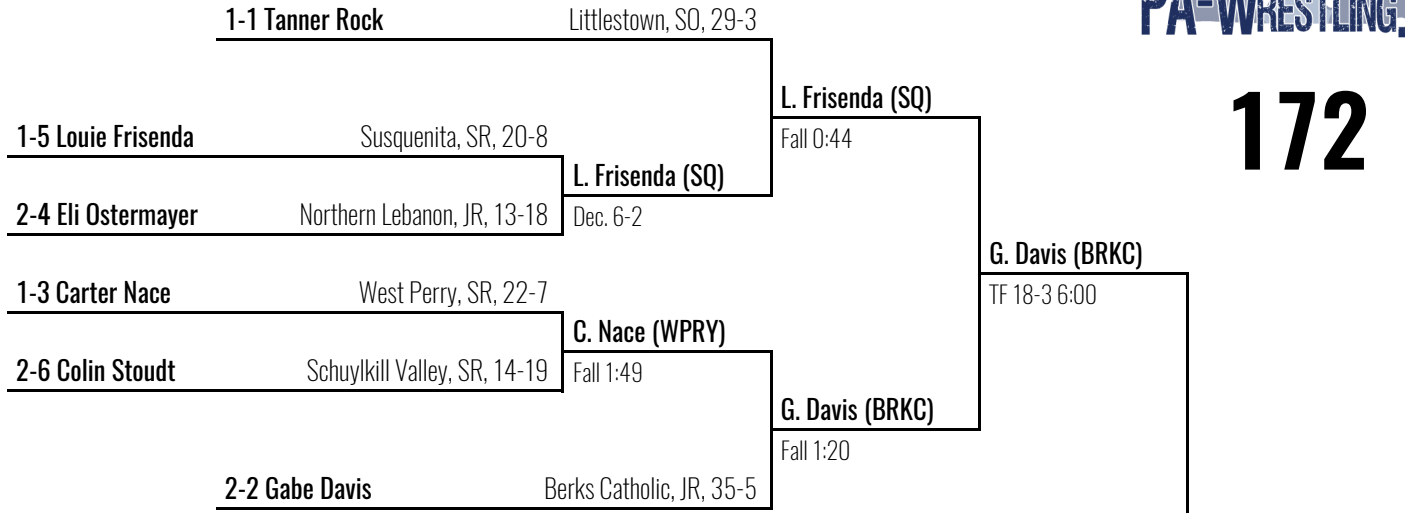 1-1 Tanner Rock Littlestown, SO, 29-3
PA-WRESTLING.
172
L. Frisenda (SQ)
Fall 0:44
1-5 Louie Frisenda Susquenita, SR, 20-8
L. Frisenda (SQ)
Dec. 6-2
2-4 Eli Ostermayer Northern Lebanon, JR, 13-18
G. Davis (BRKC)
TF 18-3 6:00
1-3 Carter Nace West Perry, SR, 22-7
C. Nace (WPRY)
Fall 1:49
2-6 Colin Stoudt Schuylkill Valley, SR, 14-19
G. Davis (BRKC)
Fall 1:20
2-2 Gabe Davis Berks Catholic, JR, 35-5